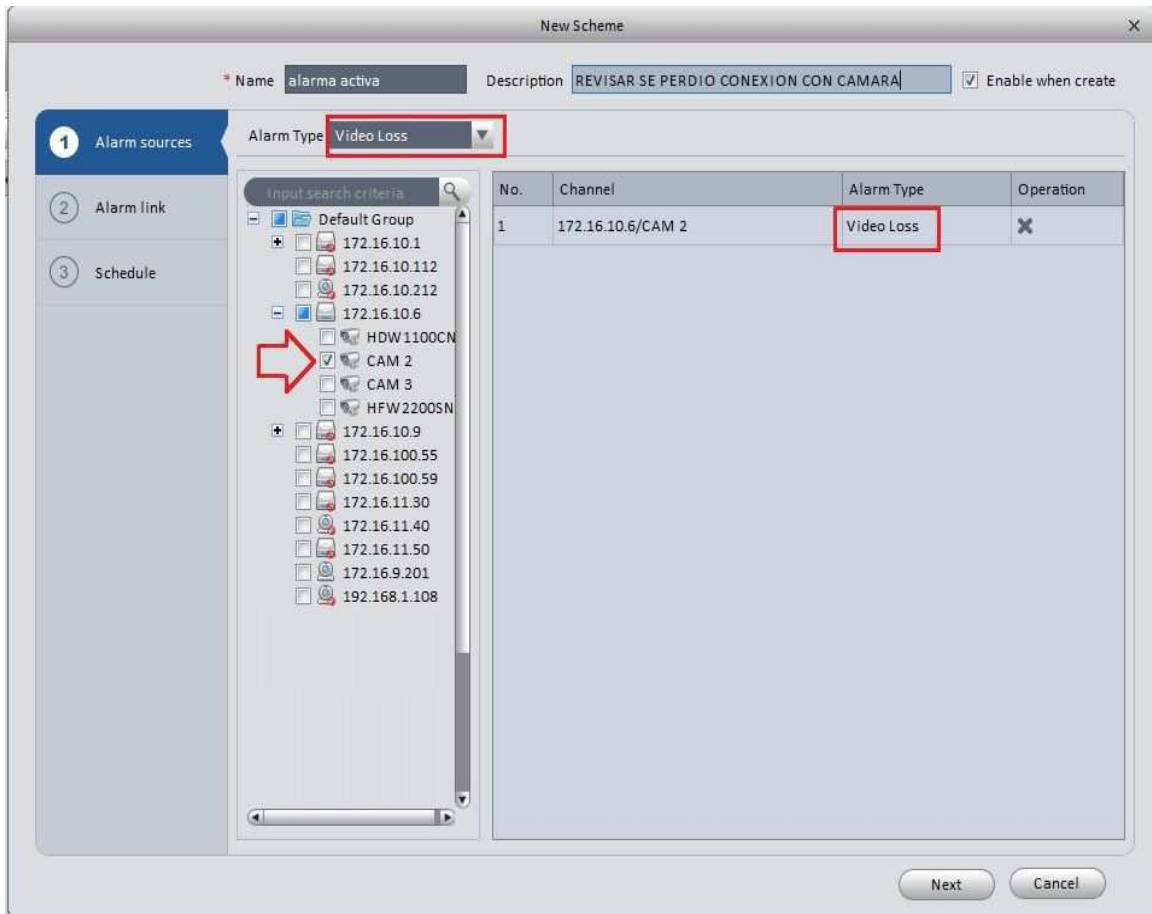 New Scheme
* Name alarma activa Description REVISAR SE PERDIO CONEXION CON CAMARA Enable when create
1 Alarm sources
2 Alarm link
3 Schedule
Alarm Type Video Loss
Input search criteria
Default Group
172.16.10.1
172.16.10.112
172.16.10.212
172.16.10.6
HDW1100CN
CAM 2
CAM 3
HFW2200SN
172.16.10.9
172.16.100.55
172.16.100.59
172.16.11.30
172.16.11.40
172.16.11.50
172.16.9.201
192.168.1.108
No. Channel Alarm Type Operation
1 172.16.10.6/CAM 2 Video Loss
Next Cancel